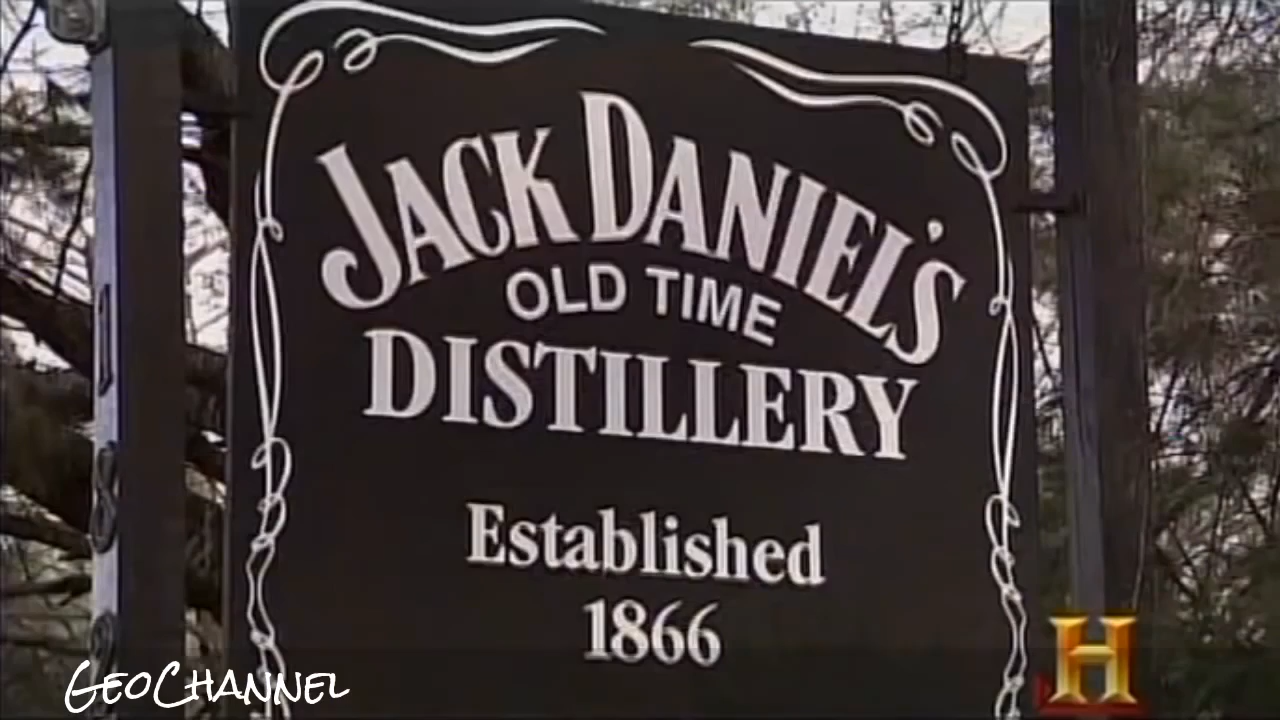 JACK DANIEL'S
OLD TIME
DISTILLERY
Established
1866
GEOCHANNEL
H